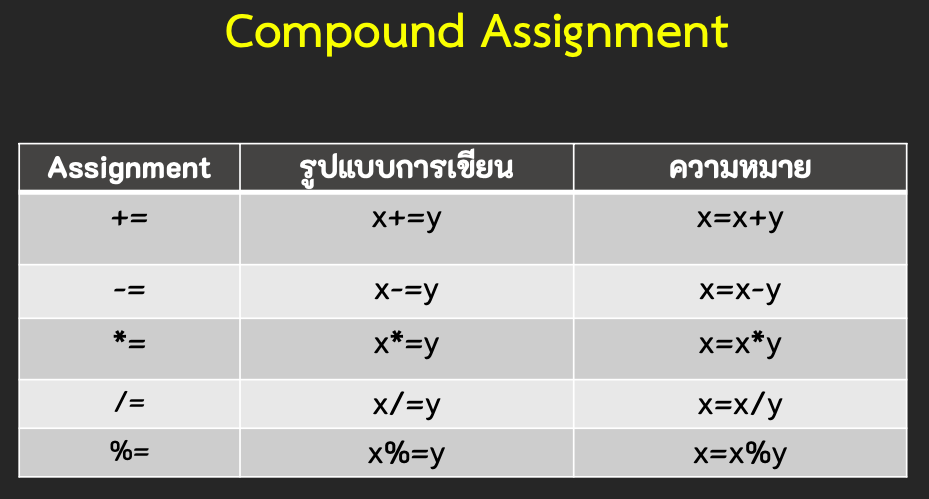 Compound Assignment
Assignment รูปแบบการเขียน ความหมาย
+= x+=y x=x+y
-= x-=y x=x-y
*= x*=y x=x*y
/= x/=y x=x/y
%= x%=y x=x%y